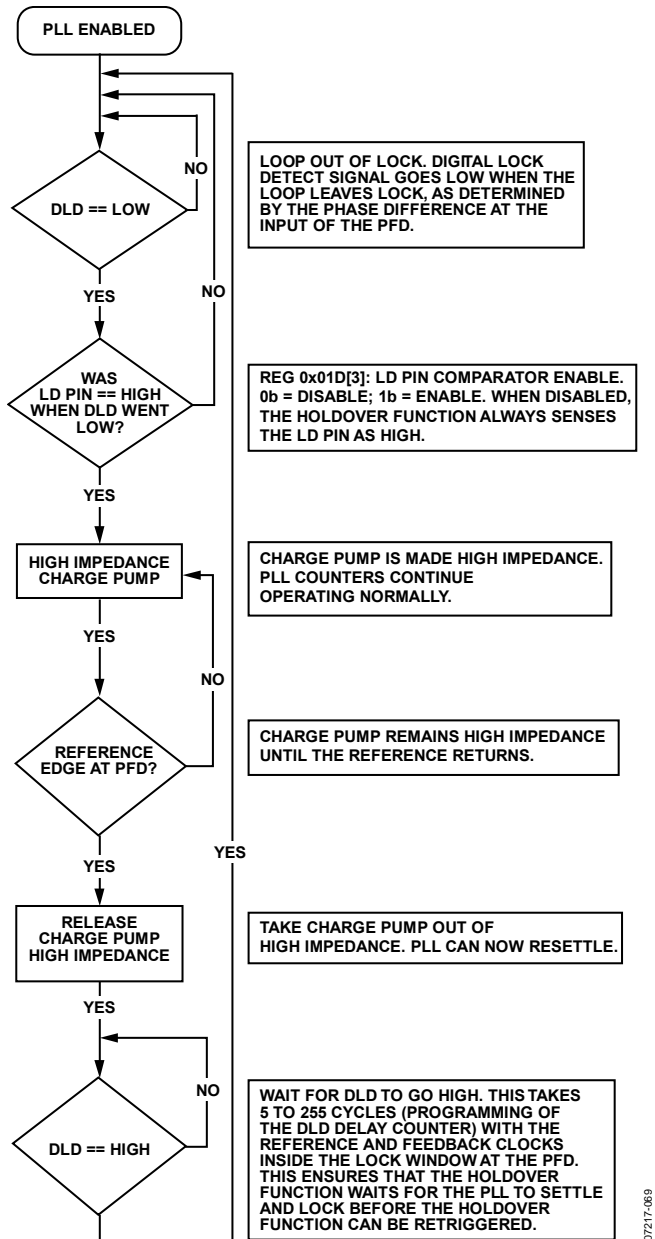 PLL ENABLED
NO
DLD == LOW
LOOP OUT OF LOCK. DIGITAL LOCK
DETECT SIGNAL GOES LOW WHEN THE
LOOP LEAVES LOCK, AS DETERMINED
BY THE PHASE DIFFERENCE AT THE
INPUT OF THE PFD.
YES
NO
WAS
LD PIN == HIGH
WHEN DLD WENT
LOW?
REG 0x01D[3]: LD PIN COMPARATOR ENABLE.
0b = DISABLE; 1b = ENABLE. WHEN DISABLED,
THE HOLDOVER FUNCTION ALWAYS SENSES
THE LD PIN AS HIGH.
YES
HIGH IMPEDANCE
CHARGE PUMP
CHARGE PUMP IS MADE HIGH IMPEDANCE.
PLL COUNTERS CONTINUE
OPERATING NORMALLY.
YES
NO
REFERENCE
EDGE AT PFD?
CHARGE PUMP REMAINS HIGH IMPEDANCE
UNTIL THE REFERENCE RETURNS.
YES
YES
RELEASE
CHARGE PUMP
HIGH IMPEDANCE
TAKE CHARGE PUMP OUT OF
HIGH IMPEDANCE. PLL CAN NOW RESETTLE.
YES
NO
DLD == HIGH
WAIT FOR DLD TO GO HIGH. THIS TAKES
5 TO 255 CYCLES (PROGRAMMING OF
THE DLD DELAY COUNTER) WITH THE
REFERENCE AND FEEDBACK CLOCKS
INSIDE THE LOCK WINDOW AT THE PFD.
THIS ENSURES THAT THE HOLDOVER
FUNCTION WAITS FOR THE PLL TO SETTLE
AND LOCK BEFORE THE HOLDOVER
FUNCTION CAN BE RETRIGGERED.
07217-069